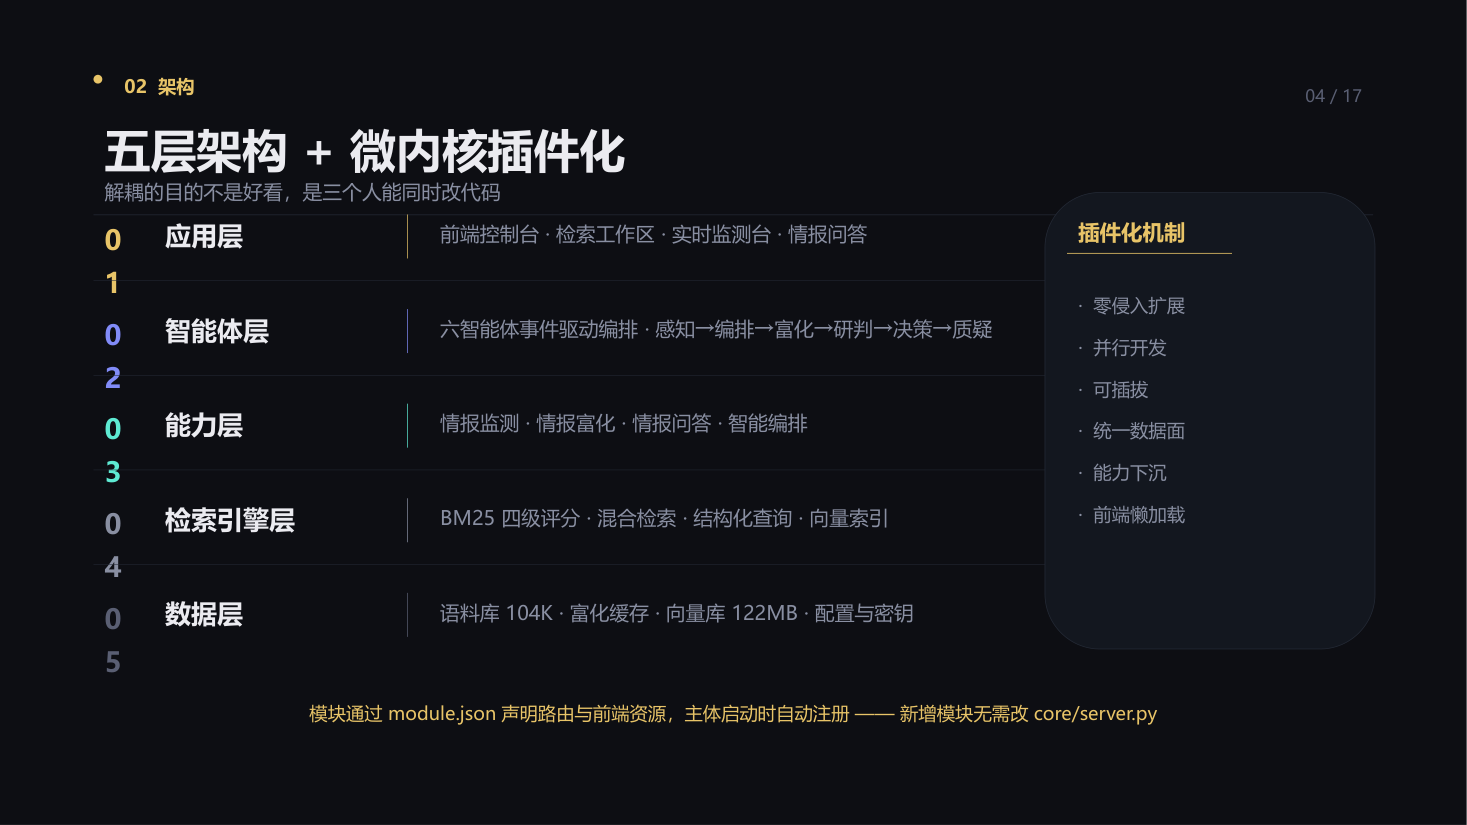 02 架构
04 / 17
五层架构 + 微内核插件化
解耦的目的不是好看，是三个人能同时改代码
01 应用层 前端控制台 · 检索工作区 · 实时监测台 · 情报问答
02 智能体层 六智能体事件驱动编排 · 感知→编排→富化→研判→决策→质疑
03 能力层 情报监测 · 情报富化 · 情报问答 · 智能编排
04 检索引擎层 BM25 四级评分 · 混合检索 · 结构化查询 · 向量索引
05 数据层 语料库 104K · 富化缓存 · 向量库 122MB · 配置与密钥
插件化机制
· 零侵入扩展
· 并行开发
· 可插拔
· 统一数据面
· 能力下沉
· 前端懒加载
模块通过 module.json 声明路由与前端资源，主体启动时自动注册 —— 新增模块无需改 core/server.py